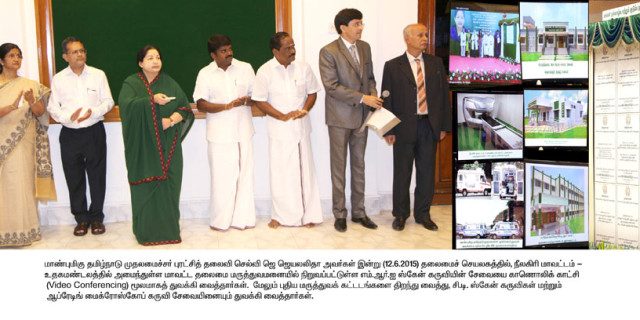 மாண்புமிகு தமிழ்நாடு முதலமைச்சர் புரட்சித் தலைவி செல்வி ஜெ ஜெயலலிதா அவர்கள் இன்று (12.6.2015) தலைமைச் செயலகத்தில், நீலகிரி மாவட்டம் –
உதகமண்டலத்தில் அமைந்துள்ள மாவட்ட தலைமை மருத்துவமனையில் நிறுவப்பட்டுள்ள எம்.ஆர்.ஐ ஸ்கேன் கருவியின் சேவையை காணொலிக் காட்சி
(Video Conferencing) மூலமாகத் துவக்கி வைத்தார்கள். மேலும் புதிய மருத்துவக் கட்டடங்களை திறந்து வைத்து, சி.டி. ஸ்கேன் கருவிகள் மற்றும்
ஆப்ரேடிங் மைக்ரோஸ்கோப் கருவி சேவையினையும் துவக்கி வைத்தார்கள்.